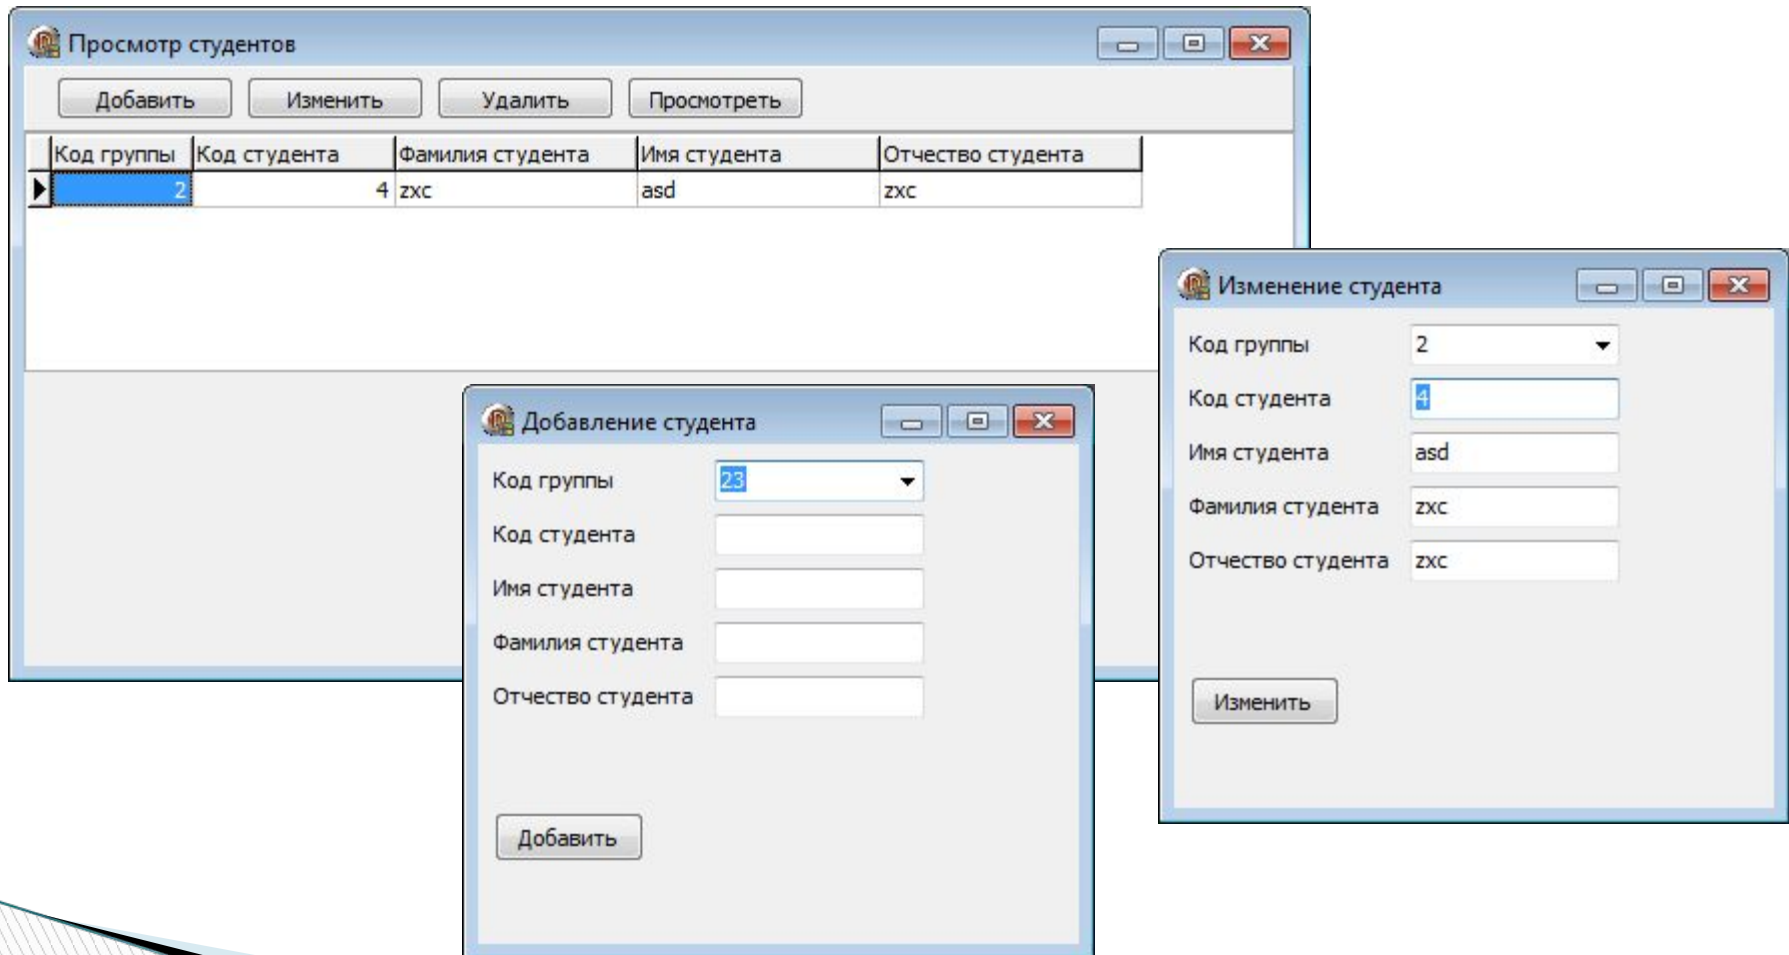 Просмотр студентов
Добавить Изменить Удалить Просмотреть
Код группы Код студента Фамилия студента Имя студента Отчество студента
2 4 zxc asd zxc
Добавление студента
Код группы 23
Код студента
Имя студента
Фамилия студента
Отчество студента
Добавить
Изменение студента
Код группы 2
Код студента 4
Имя студента asd
Фамилия студента zxc
Отчество студента zxc
Изменить